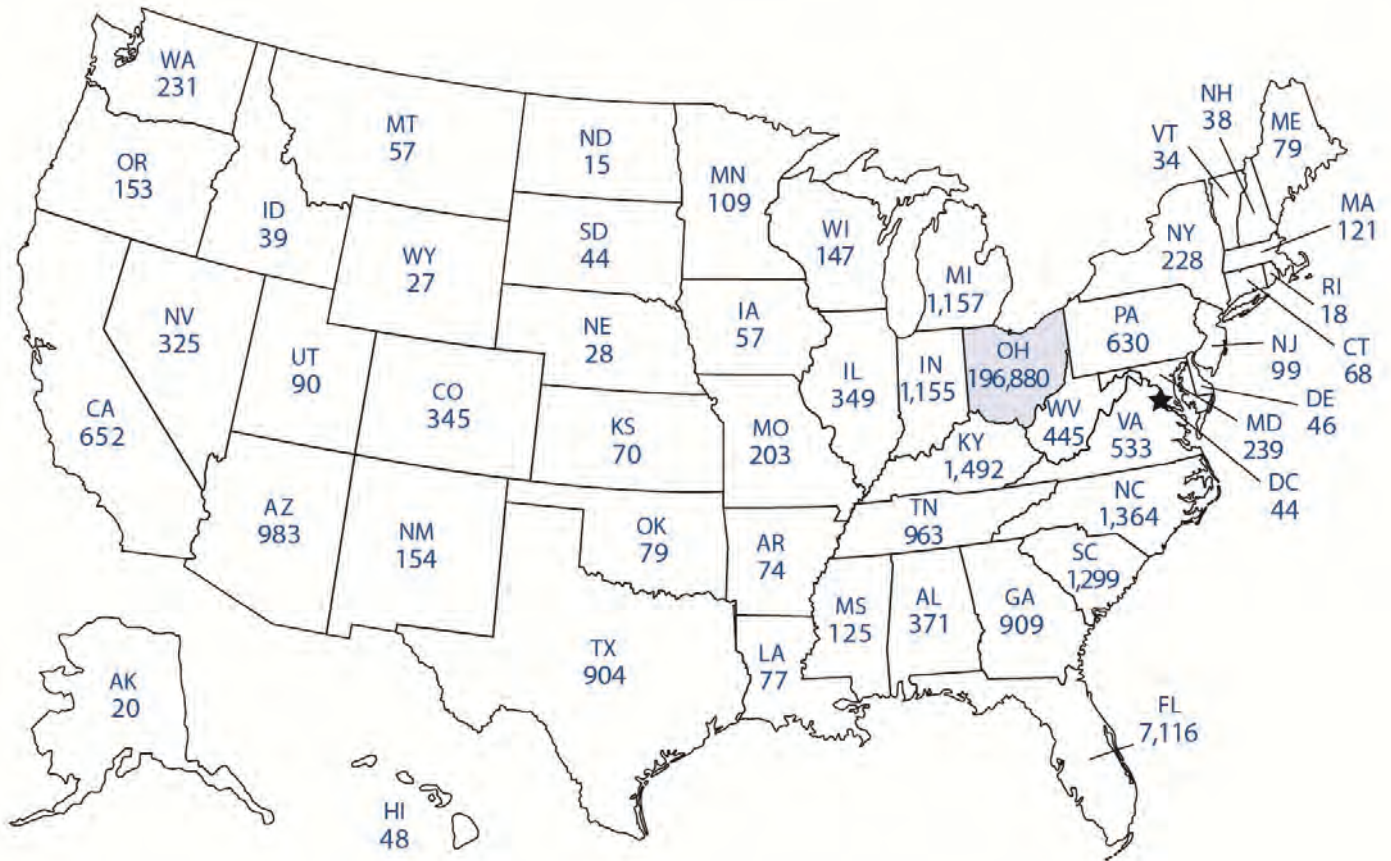 WA
231
OR
153
ID
39
MT
57
ND
15
MN
109
SD
44
WY
27
WI
147
MI
1,157
NH
38
VT
34
ME
79
MA
121
NY
228
RI
18
CT
68
NJ
99
PA
630
DE
46
MD
239
DC
44
NV
325
UT
90
CA
652
CO
345
NE
28
IA
57
IL
349
IN
1,155
OH
196,880
WV
445
VA
533
KS
70
MO
203
KY
1,492
AZ
983
NM
154
OK
79
AR
74
TN
963
NC
1,364
SC
1,299
MS
125
AL
371
GA
909
TX
904
LA
77
FL
7,116
AK
20
HI
48